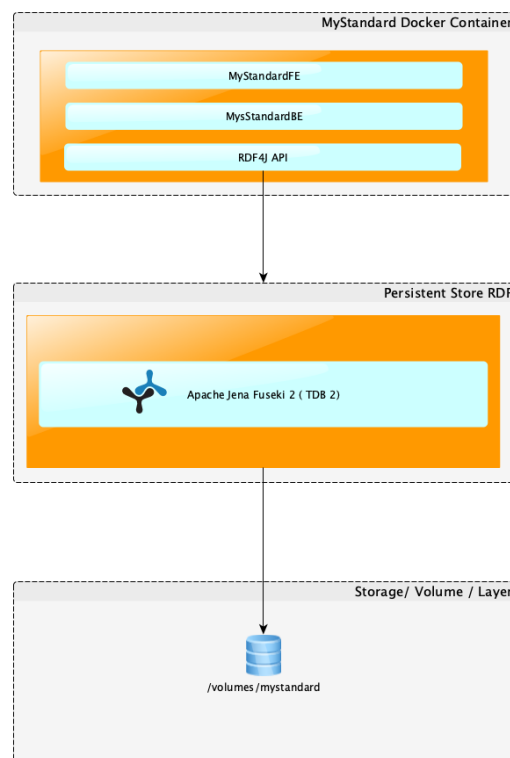 MyStandard Docker Container
MyStandardFE
MysStandardBE
RDF4J API
Persistent Store RDF
Apache Jena Fuseki 2 ( TDB 2)
Storage/ Volume / Layer
/volumes/mystandard